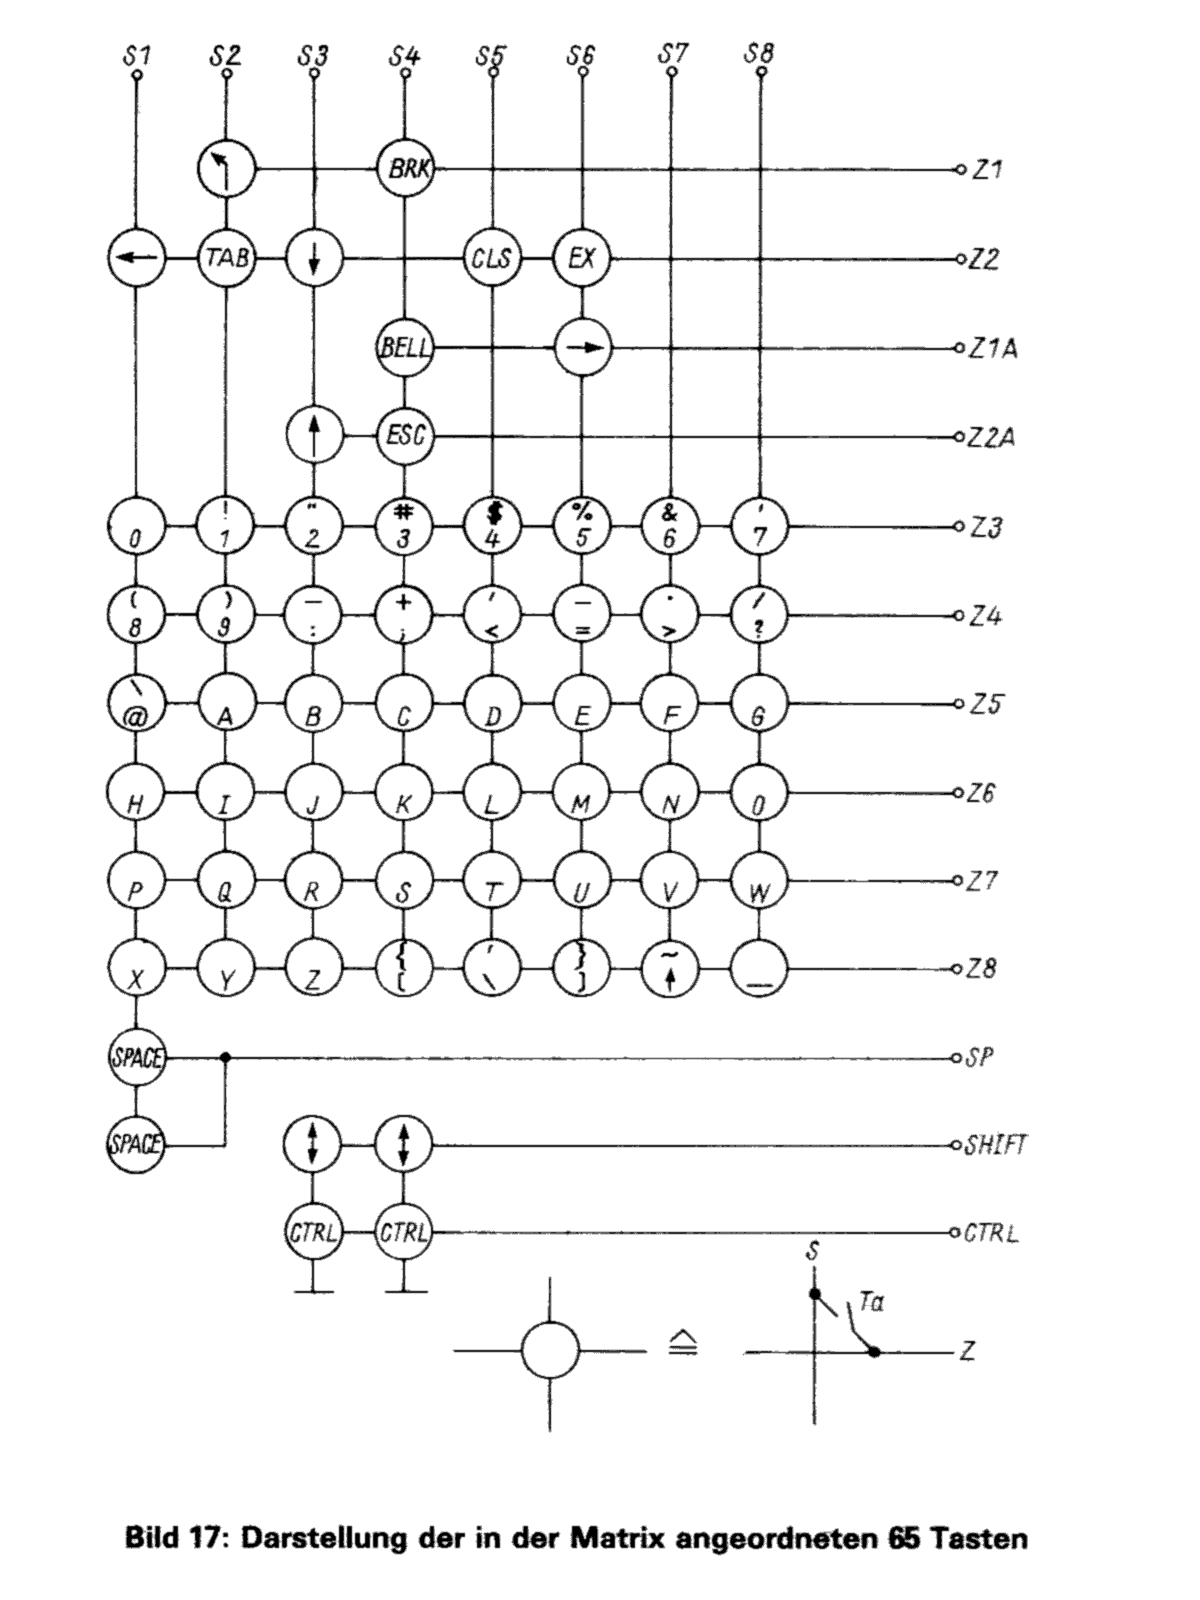 S1 S2 S3 S4 S5 S6 S7 S8
BRK Z1
← TAB ↓ CLS EX Z2
BELL → Z1A
↑ ESC Z2A
! " # $ % & '
0 1 2 3 4 5 6 7 Z3
( ) — + ' — · /
8 9 : ; < = > ? Z4
\
@ A B C D E F G Z5
H I J K L M N O Z6
P Q R S T U V W Z7
{ ' } ~
X Y Z [ \ ] ↑ — Z8
SPACE SP
SPACE ↕ ↕ SHIFT
CTRL CTRL CTRL
S
Ta
≙ Z
Bild 17: Darstellung der in der Matrix angeordneten 65 Tasten